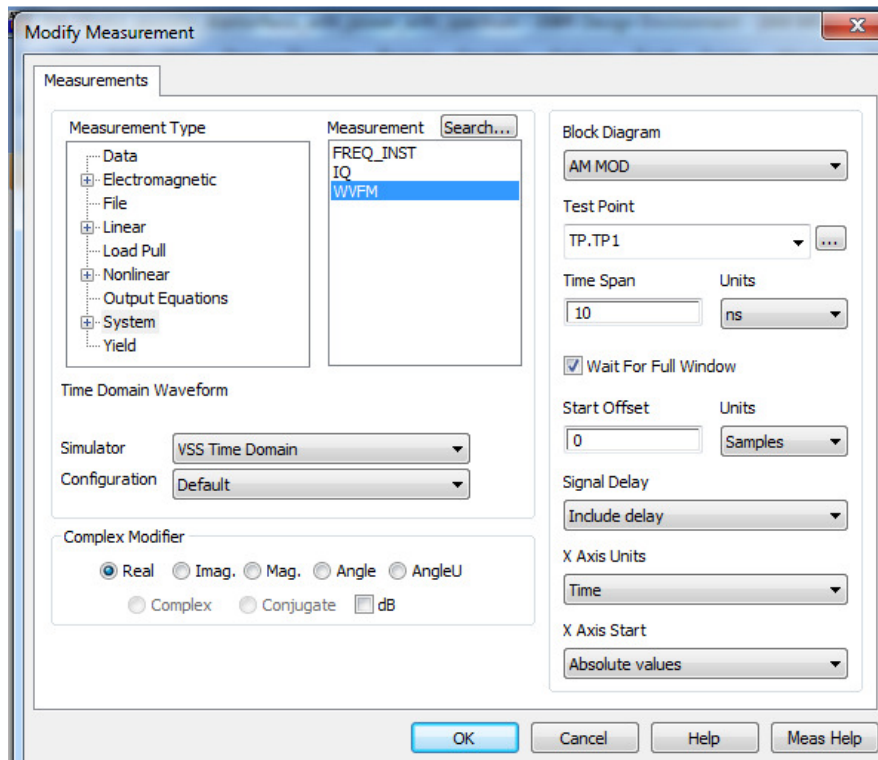 Modify Measurement
Measurements
Measurement Type
Data
Electromagnetic
File
Linear
Load Pull
Nonlinear
Output Equations
System
Yield
Measurement Search...
FREQ_INST
IQ
WVFM
Time Domain Waveform
Simulator VSS Time Domain
Configuration Default
Complex Modifier
Real Imag. Mag. Angle AngleU
Complex Conjugate dB
Block Diagram
AM MOD
Test Point
TP.TP1 ...
Time Span Units
10 ns
Wait For Full Window
Start Offset Units
0 Samples
Signal Delay
Include delay
X Axis Units
Time
X Axis Start
Absolute values
OK Cancel Help Meas Help